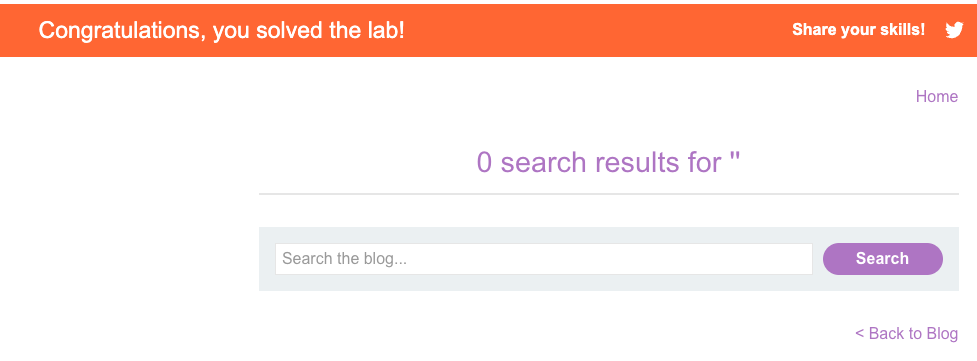 Congratulations, you solved the lab!
Share your skills!
Home
0 search results for ''
Search the blog...
Search
< Back to Blog